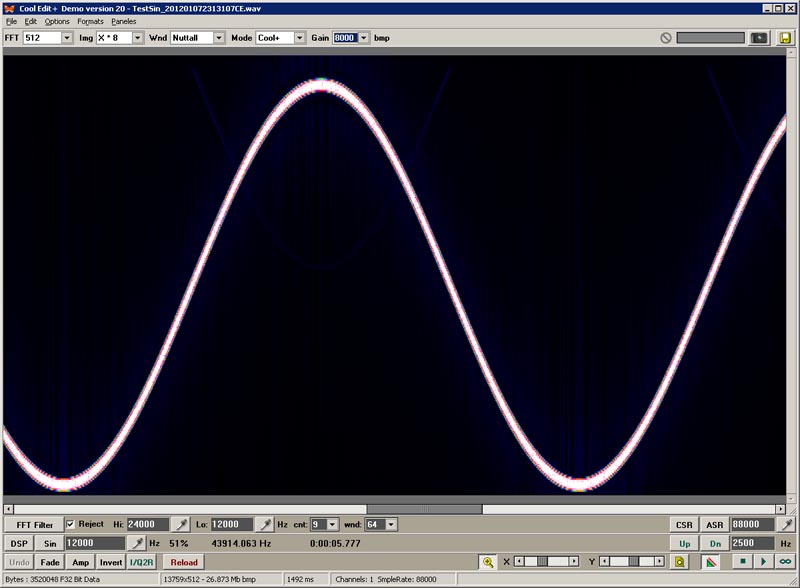 Cool Edit+ Demo version 20 - TestSin_20120107231307CE.wav
File Edit Options Formats Paneles
FFT 512 Img X * 8 Wnd Nuttall Mode Cool+ Gain 8000 bmp
FFT Filter Reject Hi: 24000 Lo: 12000 Hz cnt: 9 wnd: 64 CSR ASR 88000
DSP Sin 12000 Hz 51% 43914.063 Hz 0:00:05.777 Up Dn 2500 Hz
Undo Fade Amp Invert I/Q2R Reload X Y
Bytes : 3520048 F32 Bit Data 13759x512 - 26.873 Mb bmp 1492 ms Channels: 1 SmpleRate: 88000